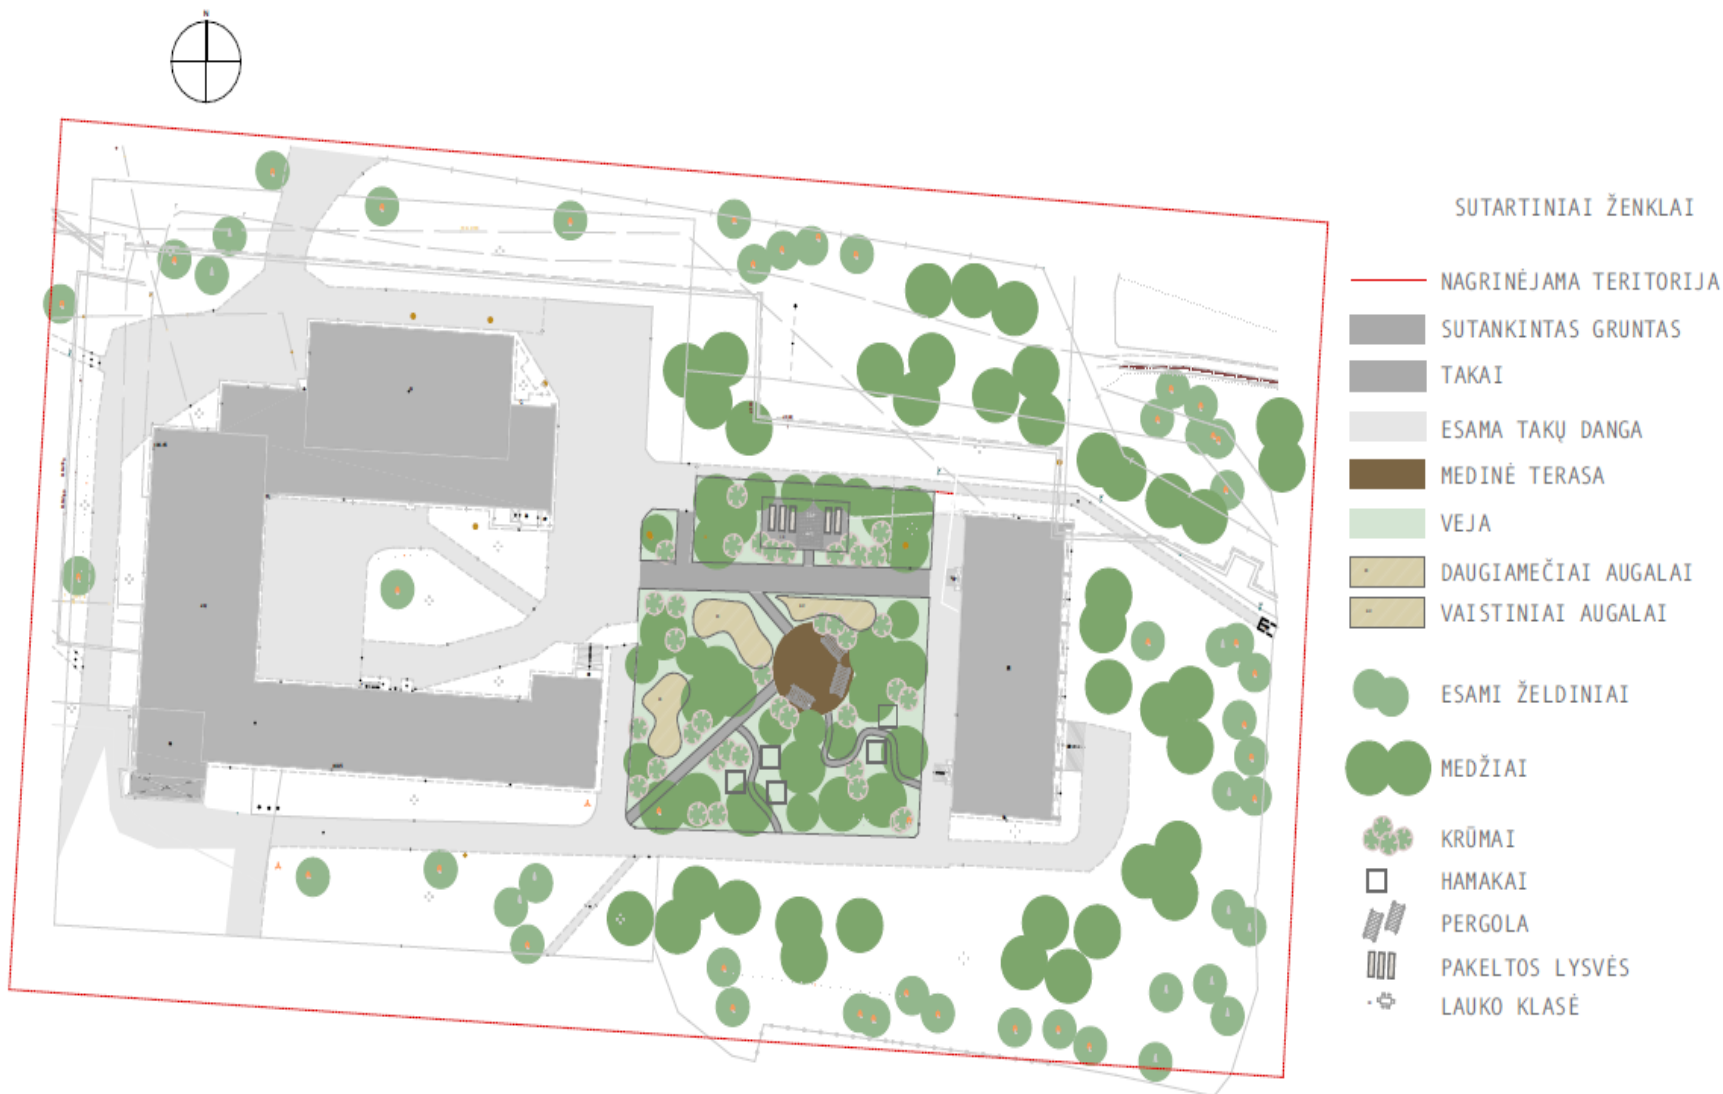 N
SUTARTINIAI ŽENKLAI
NAGRINĖJAMA TERITORIJA
SUTANKINTAS GRUNTAS
TAKAI
ESAMA TAKŲ DANGA
MEDINĖ TERASA
VEJA
DAUGIAMEČIAI AUGALAI
VAISTINIAI AUGALAI
ESAMI ŽELDINIAI
MEDŽIAI
KRŪMAI
HAMAKAI
PERGOLA
PAKELTOS LYSVĖS
LAUKO KLASĖ